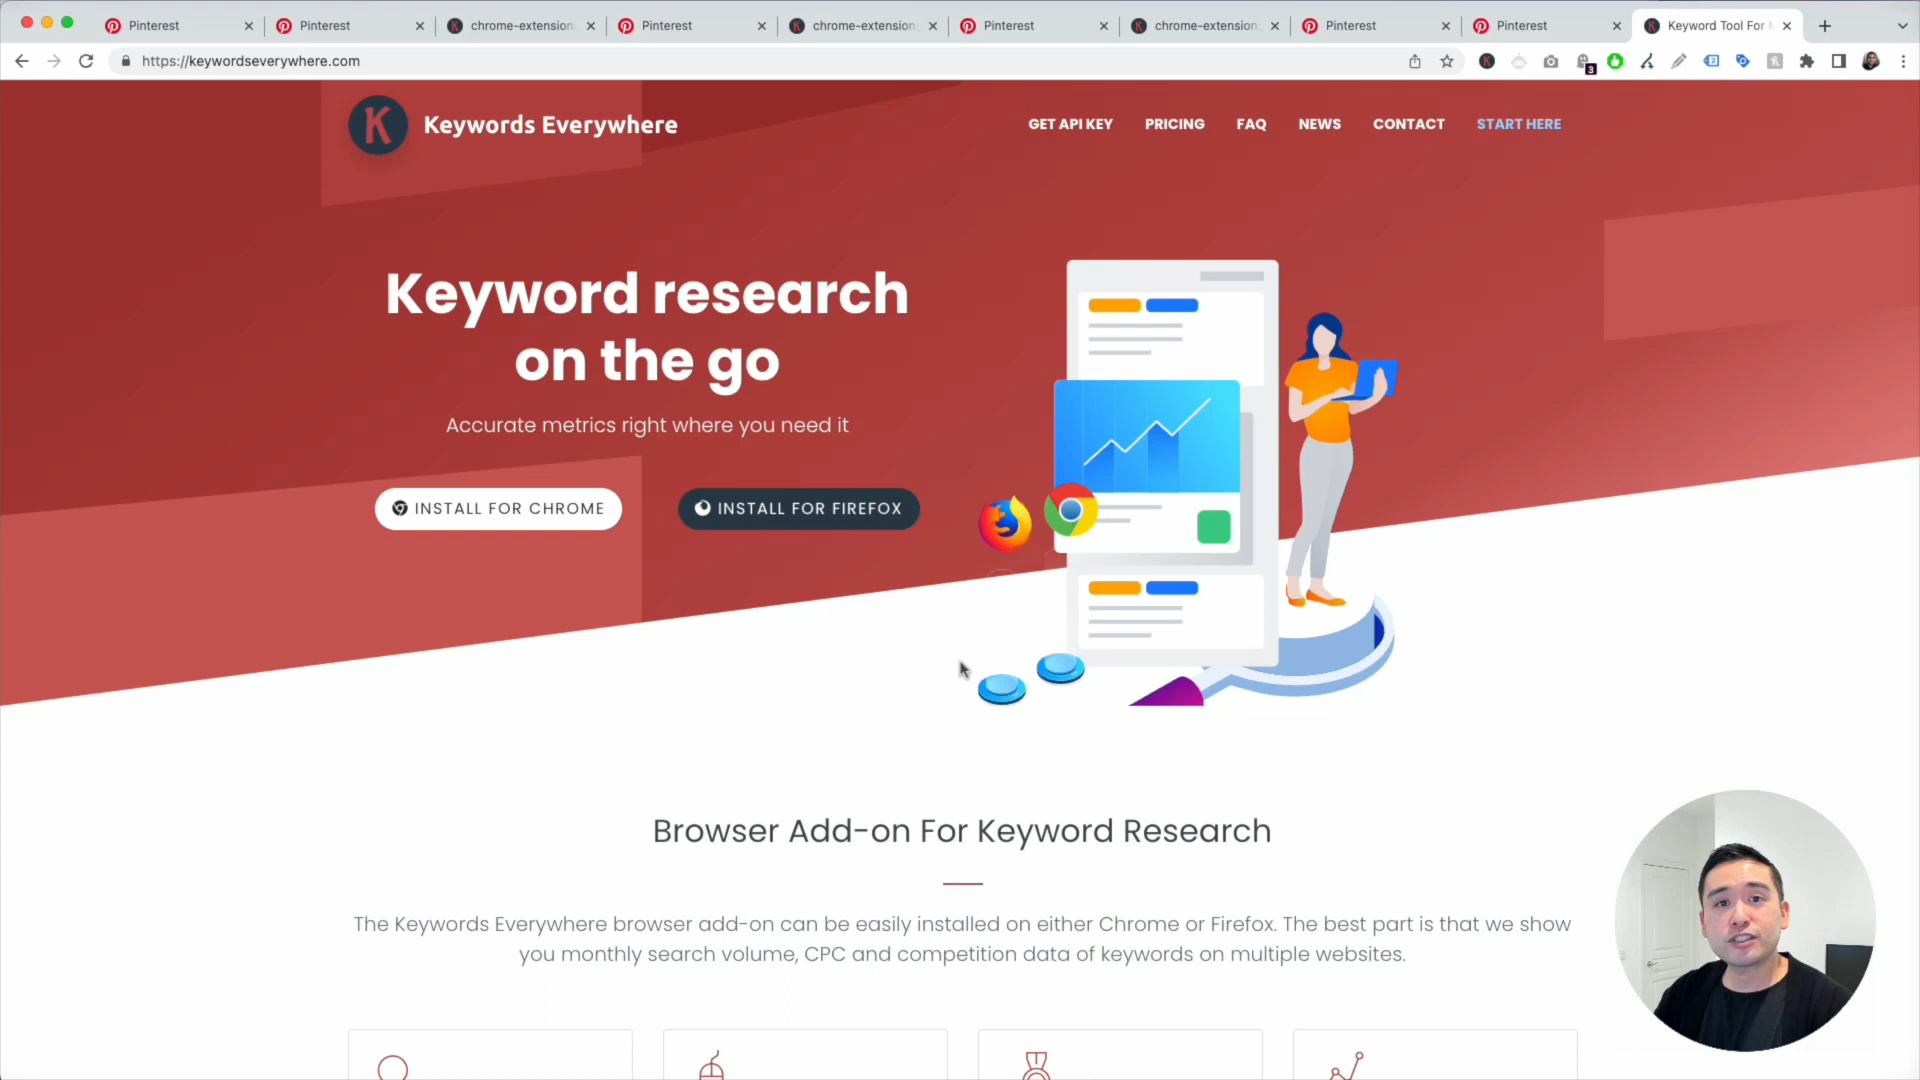 Pinterest
Pinterest
chrome-extension:
Pinterest
chrome-extension:
Pinterest
chrome-extension:
Pinterest
Pinterest
Keyword Tool For
https://keywordseverywhere.com
3
K
Keywords Everywhere
GET API KEY
PRICING
FAQ
NEWS
CONTACT
START HERE
Keyword research
on the go
Accurate metrics right where you need it
INSTALL FOR CHROME
INSTALL FOR FIREFOX
Browser Add-on For Keyword Research
The Keywords Everywhere browser add-on can be easily installed on either Chrome or Firefox. The best part is that we show
you monthly search volume, CPC and competition data of keywords on multiple websites.